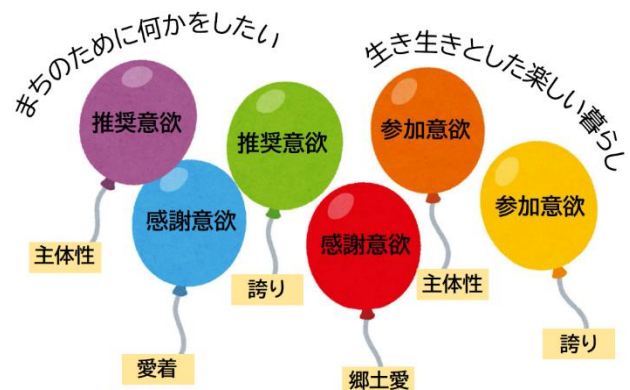 まちのために何かをしたい
生き生きとした楽しい暮らし
推奨意欲
推奨意欲
参加意欲
感謝意欲
感謝意欲
参加意欲
主体性
誇り
主体性
誇り
愛着
郷土愛